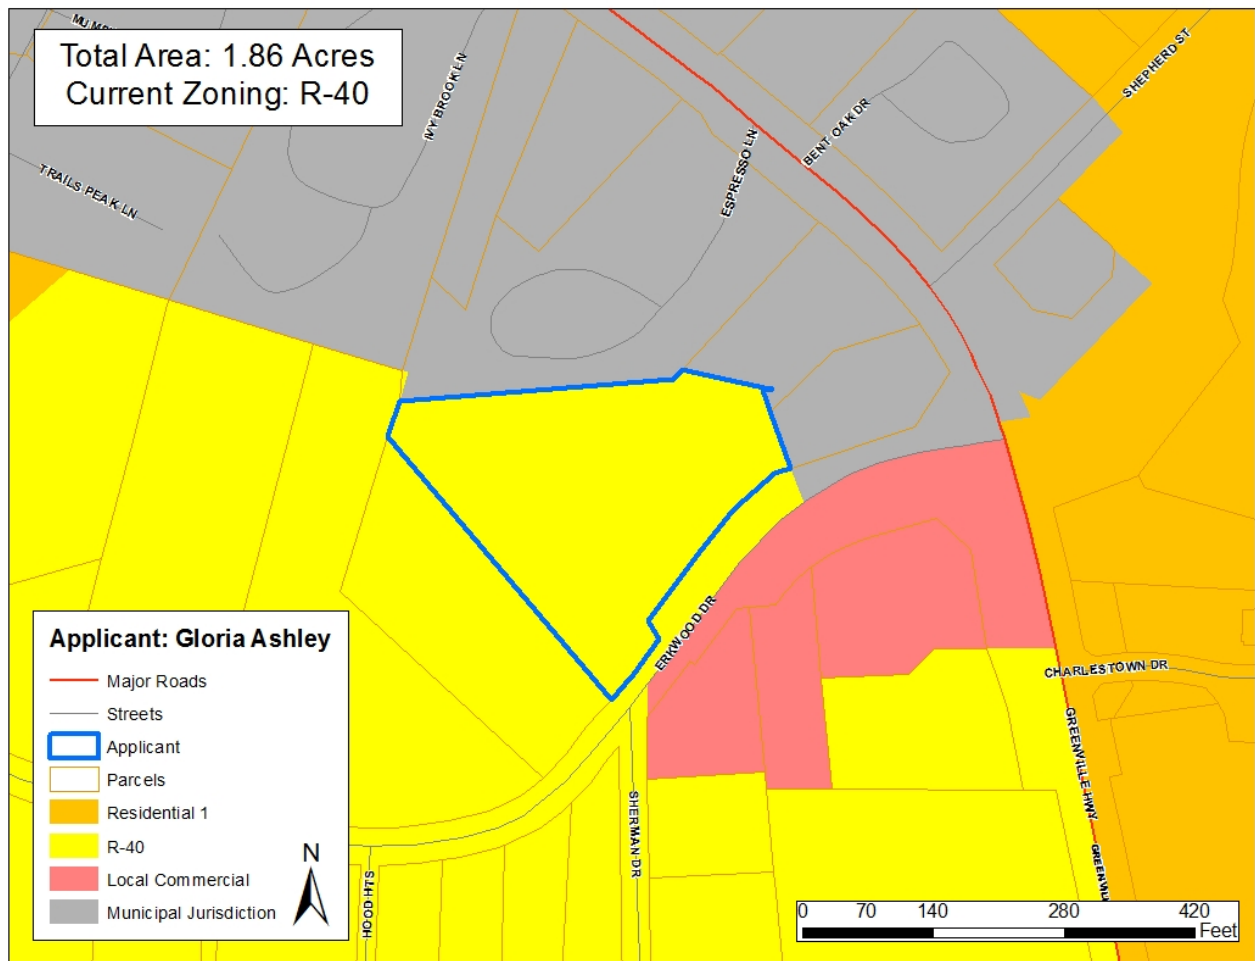 Total Area: 1.86 Acres
Current Zoning: R-40
IVY BROOK LN
TRAILS PEAK LN
ESPRESSO LN
BENT OAK DR
SHEPHERD ST
ERKWOOD DR
SHERMAN DR
HOOD HTS
CHARLESTOWN DR
GREENVILLE HWY
Applicant: Gloria Ashley
Major Roads
Streets
Applicant
Parcels
Residential 1
R-40
Local Commercial
Municipal Jurisdiction
N
0 70 140 280 420
Feet